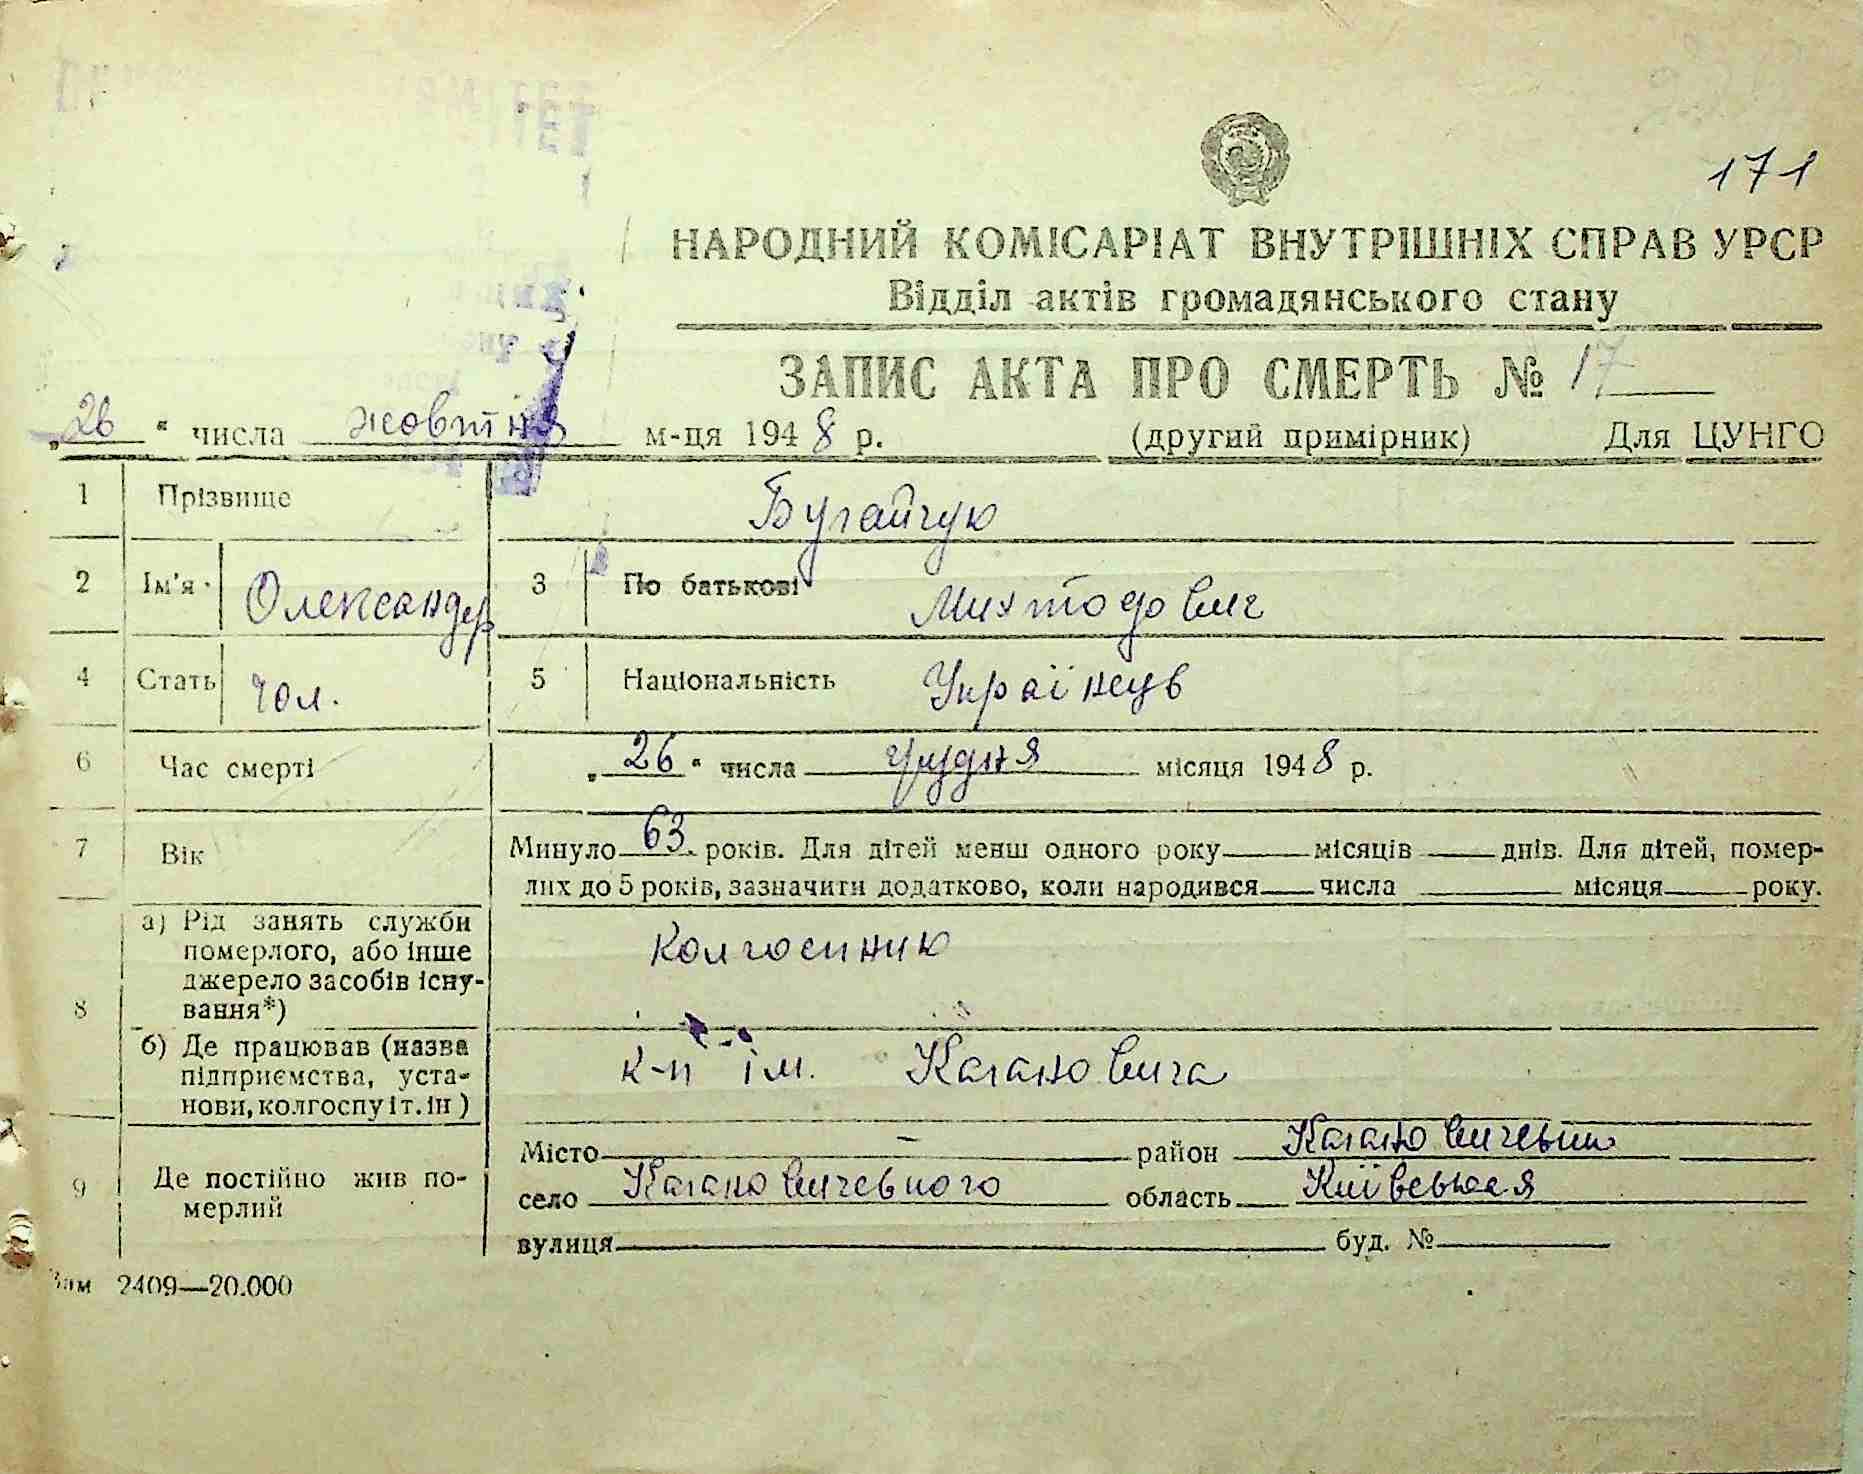 171
НАРОДНИЙ КОМІСАРІАТ ВНУТРІШНІХ СПРАВ УРСР
Відділ актів громадянського стану
ЗАПИС АКТА ПРО СМЕРТЬ № 17
„26“ числа жовтня м-ця 1948 р. (другий примірник) Для ЦУНГО
1 Прізвище Бугайчук
2 Ім'я Олександер 3 По батькові Михтодович
4 Стать Чол. 5 Національність Українець
6 Час смерті „26“ числа грудня місяця 1948 р.
7 Вік Минуло 63 років. Для дітей менш одного року місяців днів. Для дітей, помер-
лих до 5 років, зазначити додатково, коли народився числа місяця року.
8 а) Рід занять служби
померлого, або інше
джерело засобів існу-
вання*)
Колгоспник
б) Де працював (назва
підприємства, уста-
нови, колгоспу і т. ін)
к-п ім. Кагановича
9 Де постійно жив по-
мерлий
Місто — район
село область Київська
вулиця буд. №
Зам 2409—20.000